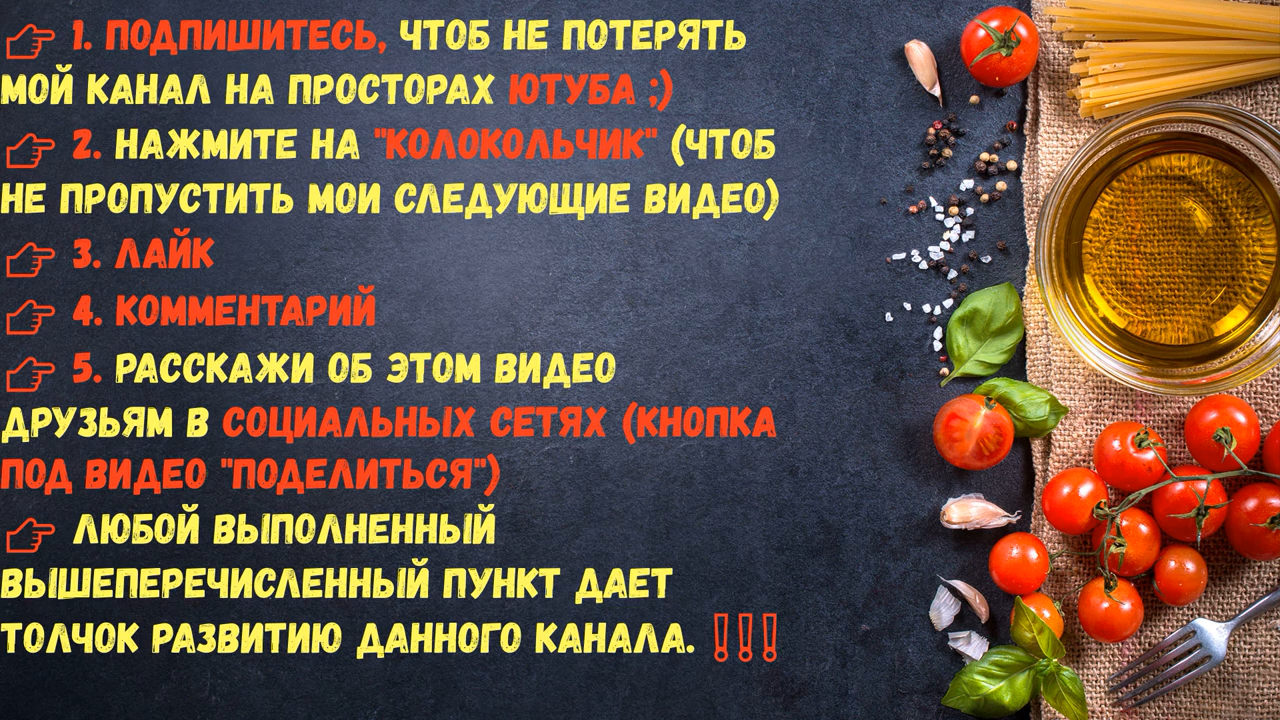 👉 1. ПОДПИШИТЕСЬ, ЧТОБ НЕ ПОТЕРЯТЬ
МОЙ КАНАЛ НА ПРОСТОРАХ ЮТУБА ;)
👉 2. НАЖМИТЕ НА "КОЛОКОЛЬЧИК" (ЧТОБ
НЕ ПРОПУСТИТЬ МОИ СЛЕДУЮЩИЕ ВИДЕО)
👉 3. ЛАЙК
👉 4. КОММЕНТАРИЙ
👉 5. РАССКАЖИ ОБ ЭТОМ ВИДЕО
ДРУЗЬЯМ В СОЦИАЛЬНЫХ СЕТЯХ (КНОПКА
ПОД ВИДЕО "ПОДЕЛИТЬСЯ")
👉 ЛЮБОЙ ВЫПОЛНЕННЫЙ
ВЫШЕПЕРЕЧИСЛЕННЫЙ ПУНКТ ДАЕТ
ТОЛЧОК РАЗВИТИЮ ДАННОГО КАНАЛА. !!!